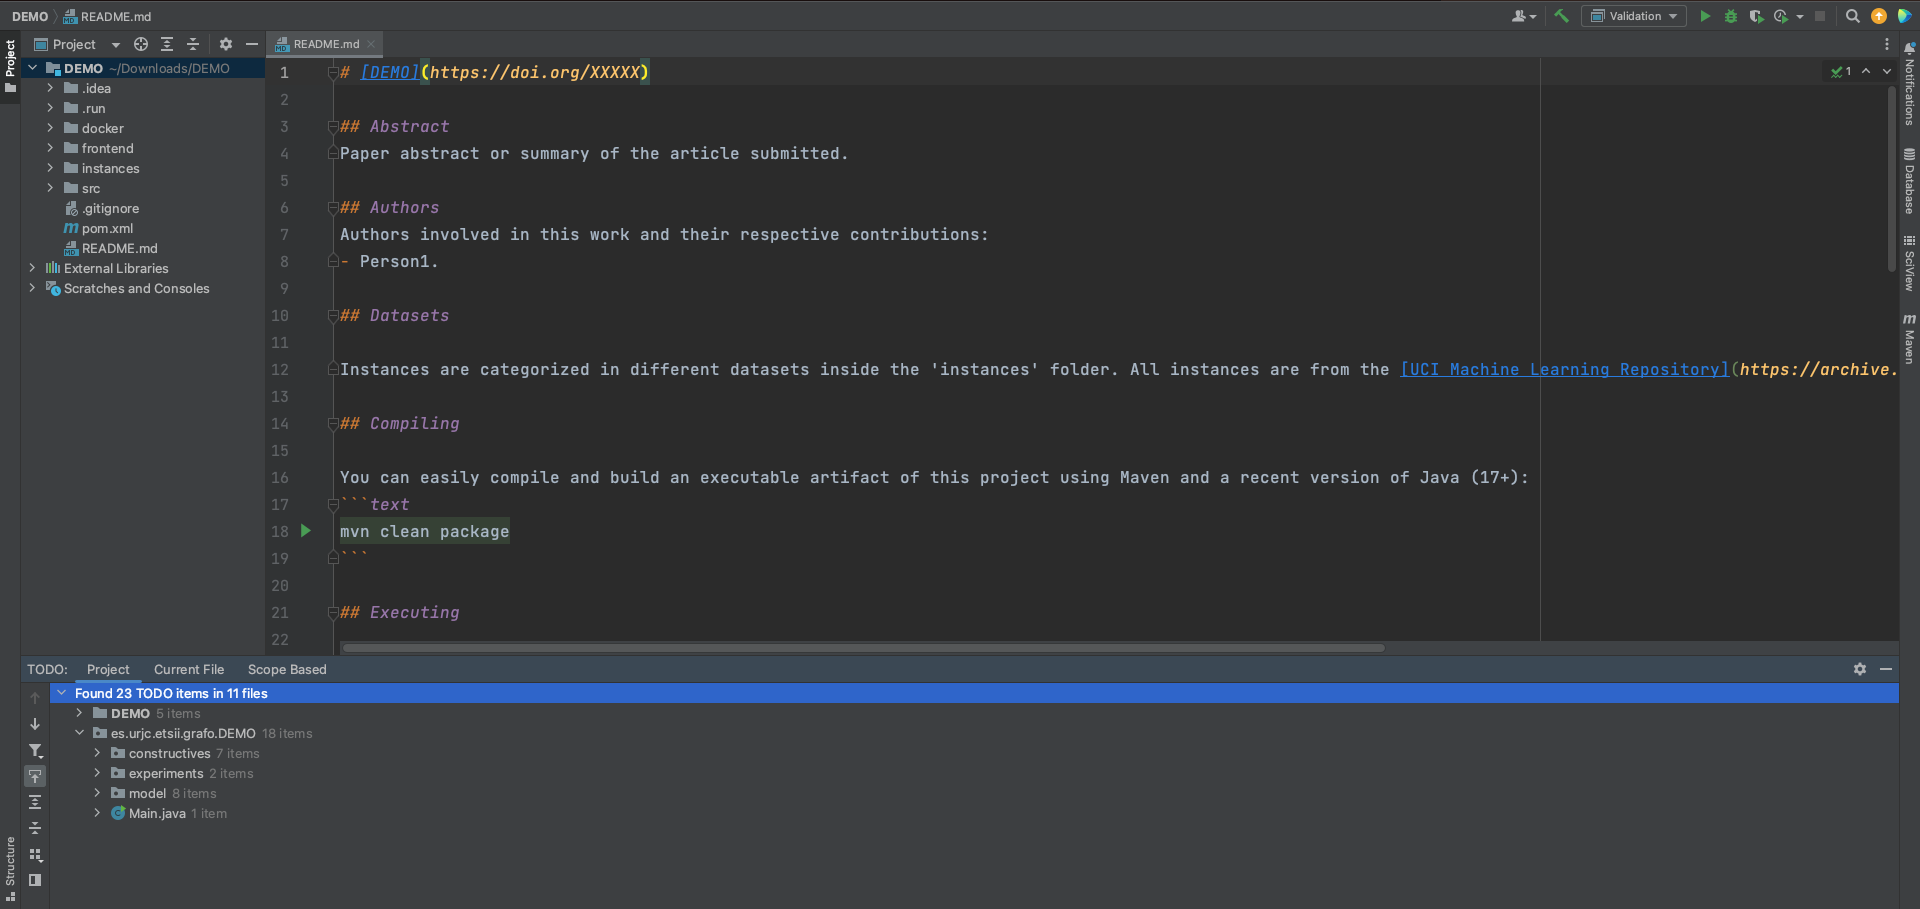 DEMO README.md
Validation
Project
README.md
DEMO ~/Downloads/DEMO
.idea
.run
docker
frontend
instances
src
.gitignore
pom.xml
README.md
External Libraries
Scratches and Consoles
1 # [DEMO](https://doi.org/XXXXX)
2
3 ## Abstract
4 Paper abstract or summary of the article submitted.
5
6 ## Authors
7 Authors involved in this work and their respective contributions:
8 - Person1.
9
10 ## Datasets
11
12 Instances are categorized in different datasets inside the 'instances' folder. All instances are from the [UCI Machine Learning Repository](https://archive.
13
14 ## Compiling
15
16 You can easily compile and build an executable artifact of this project using Maven and a recent version of Java (17+):
17 ```text
18 mvn clean package
19 ```
20
21 ## Executing
22
1
Project
Structure
Notifications
Database
SciView
Maven
TODO: Project Current File Scope Based
Found 23 TODO items in 11 files
DEMO 5 items
es.urjc.etsii.grafo.DEMO 18 items
constructives 7 items
experiments 2 items
model 8 items
Main.java 1 item